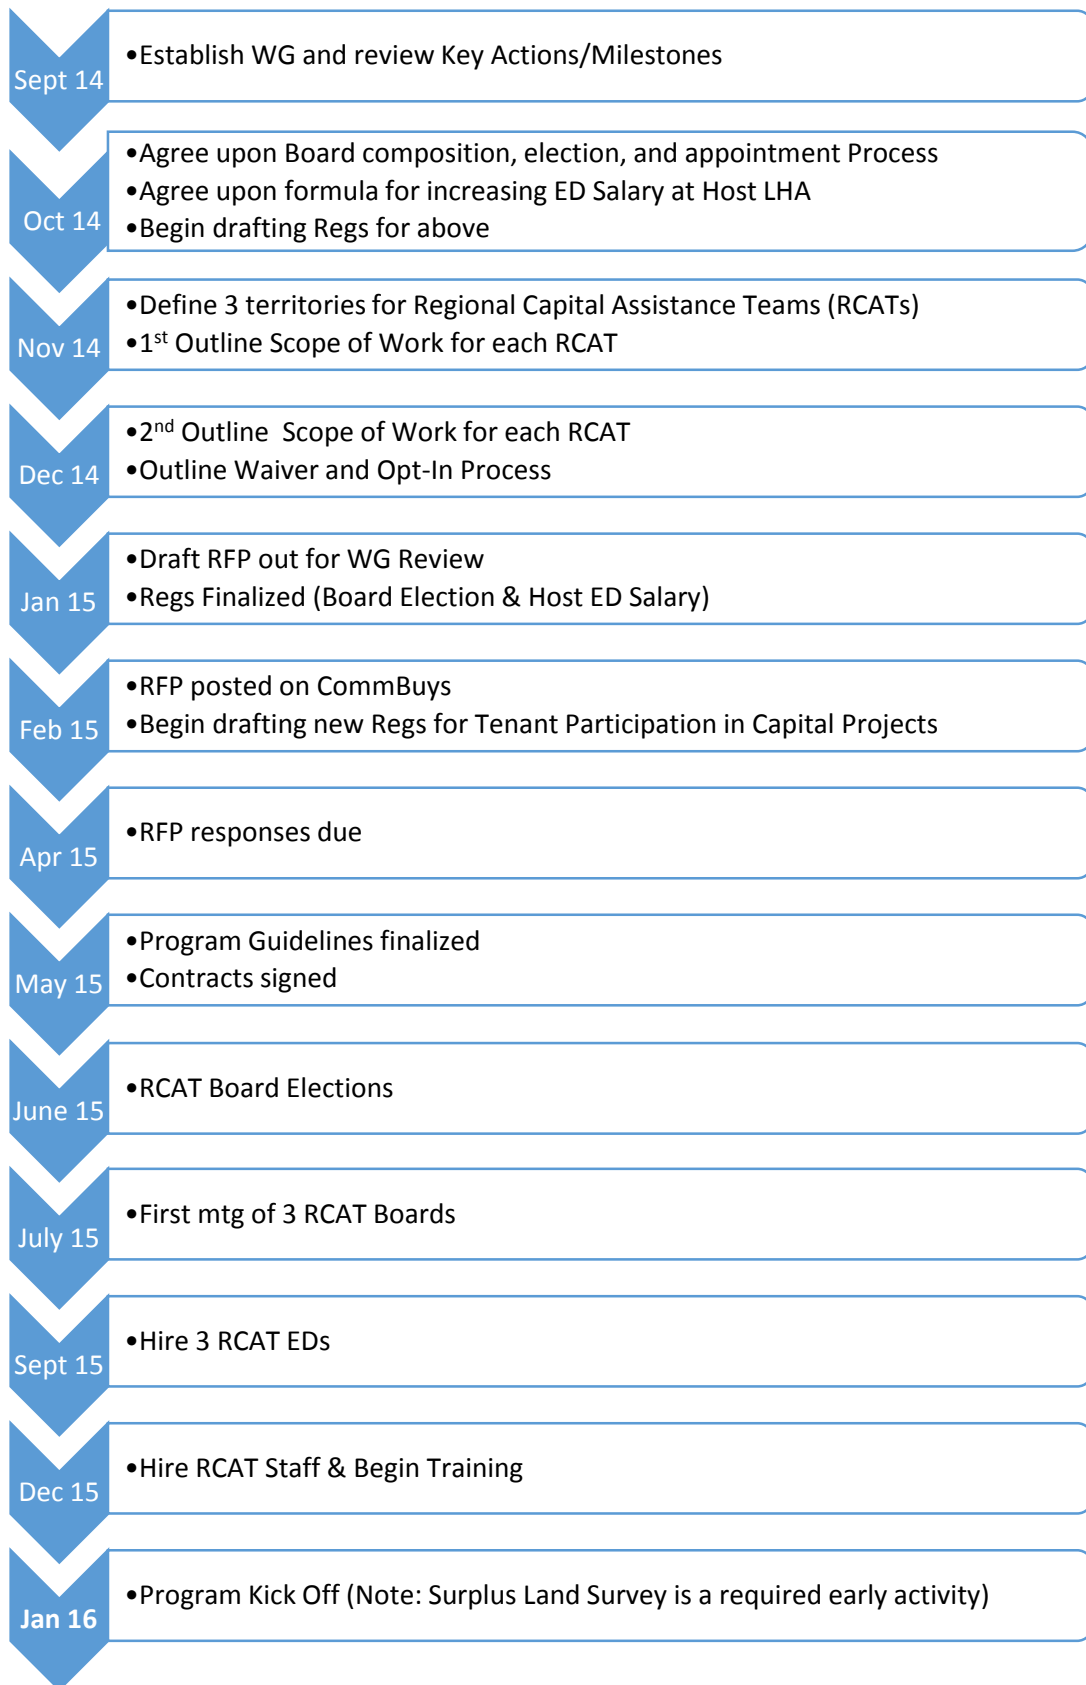 Sept 14
•Establish WG and review Key Actions/Milestones
Oct 14
•Agree upon Board composition, election, and appointment Process
•Agree upon formula for increasing ED Salary at Host LHA
•Begin drafting Regs for above
Nov 14
•Define 3 territories for Regional Capital Assistance Teams (RCATs)
•1st Outline Scope of Work for each RCAT
Dec 14
•2nd Outline  Scope of Work for each RCAT
•Outline Waiver and Opt-In Process
Jan 15
•Draft RFP out for WG Review
•Regs Finalized (Board Election & Host ED Salary)
Feb 15
•RFP posted on CommBuys
•Begin drafting new Regs for Tenant Participation in Capital Projects
Apr 15
•RFP responses due
May 15
•Program Guidelines finalized
•Contracts signed
June 15
•RCAT Board Elections
July 15
•First mtg of 3 RCAT Boards
Sept 15
•Hire 3 RCAT EDs
Dec 15
•Hire RCAT Staff & Begin Training
Jan 16
•Program Kick Off (Note: Surplus Land Survey is a required early activity)